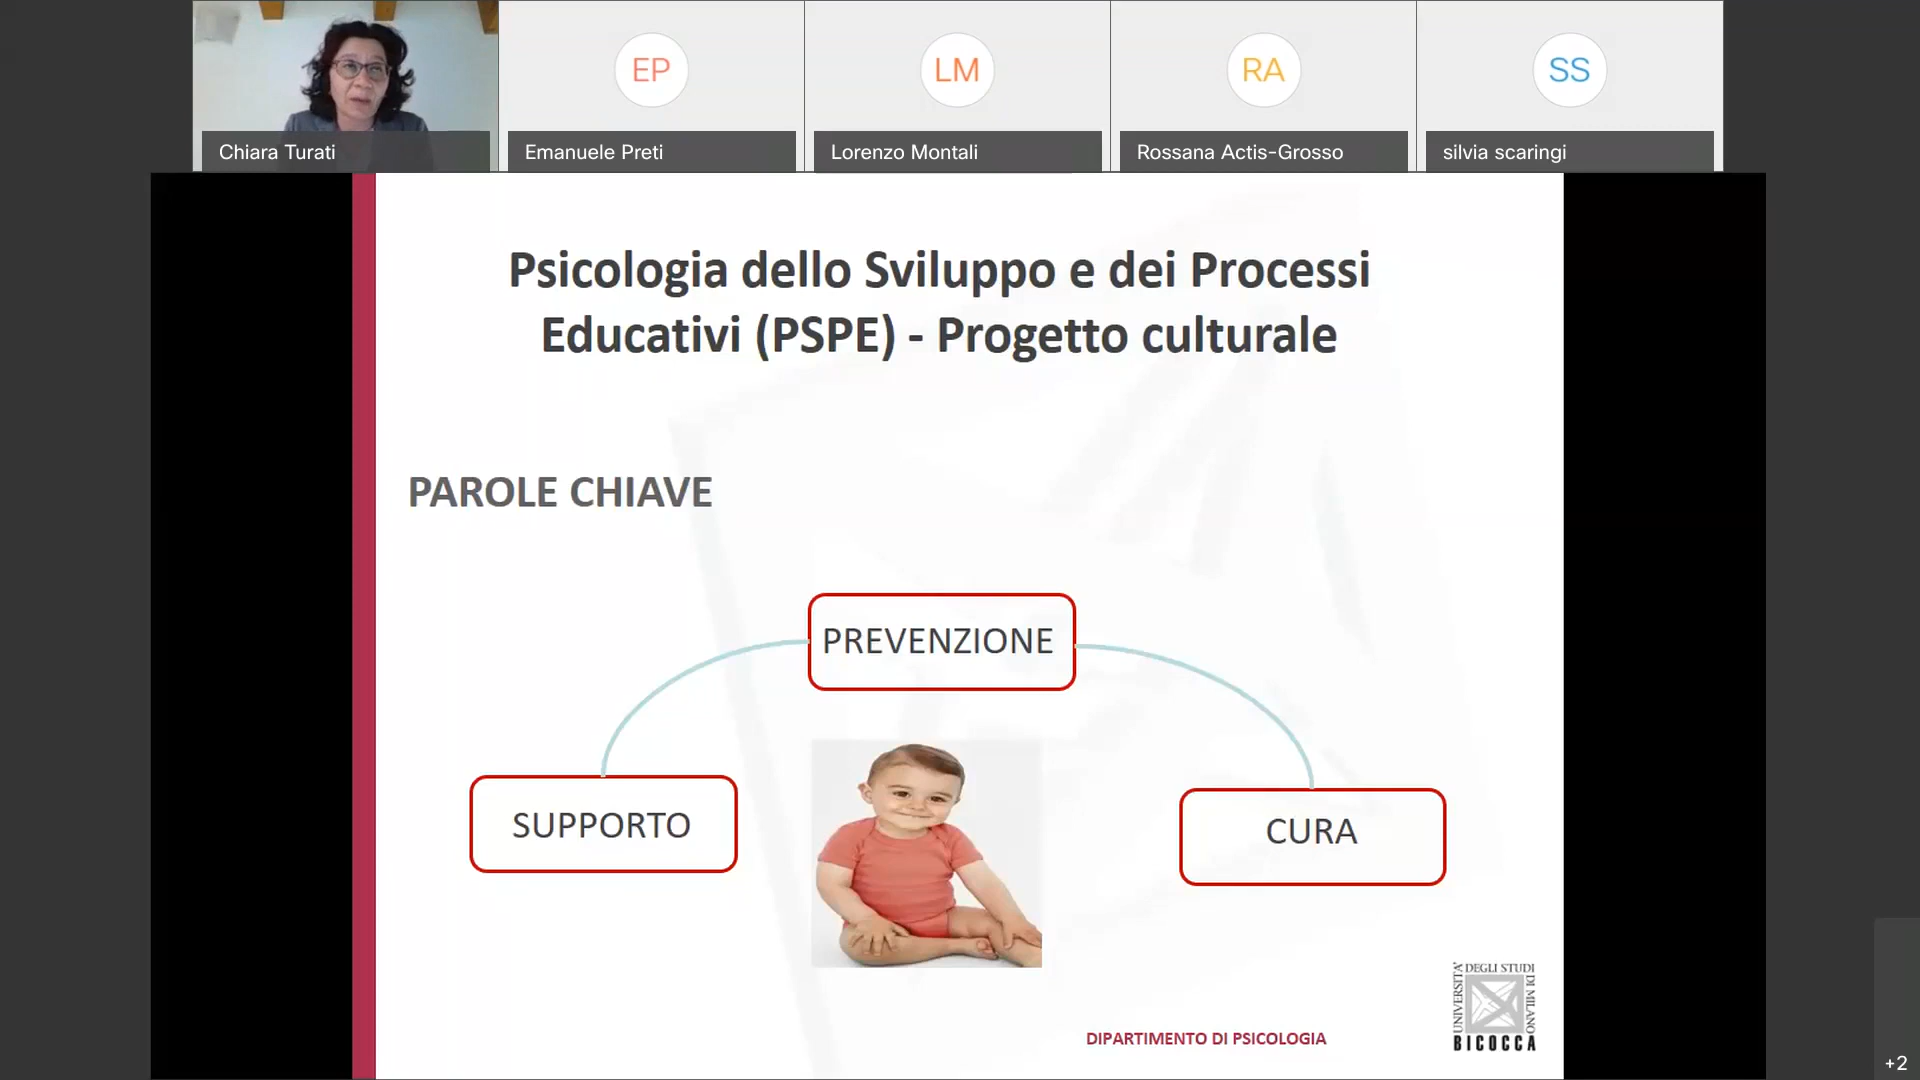 EP
LM
RA
SS
Chiara Turati
Emanuele Preti
Lorenzo Montali
Rossana Actis-Grosso
silvia scaringi
Psicologia dello Sviluppo e dei Processi
Educativi (PSPE) - Progetto culturale
PAROLE CHIAVE
PREVENZIONE
SUPPORTO
CURA
DIPARTIMENTO DI PSICOLOGIA
UNIVERSITA'
DEGLI STUDI
DI MILANO
BICOCCA
+2